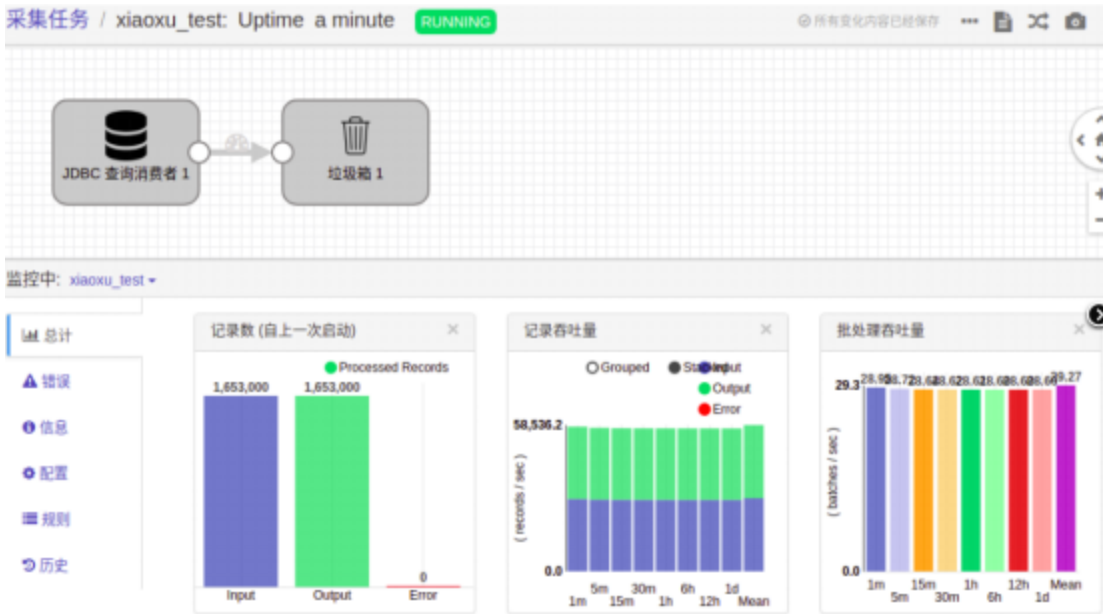 采集任务 / xiaoxu_test: Uptime a minute RUNNING
所有变化内容已经保存
JDBC 查询消费者 1
垃圾箱 1
监控中: xiaoxu_test
总计
错误
信息
配置
规则
历史
记录数 (自上一次启动)
Processed Records
1,653,000 1,653,000
0
Input Output Error
记录吞吐量
Grouped
Output
Error
58,536.2
( records / sec )
0.0
5m 30m 6h 1d
1m 15m 1h 12h Mean
批处理吞吐量
29.3
29.27
( batches / sec )
0.0
1m 15m 1h 12h Mean
5m 30m 6h 1d